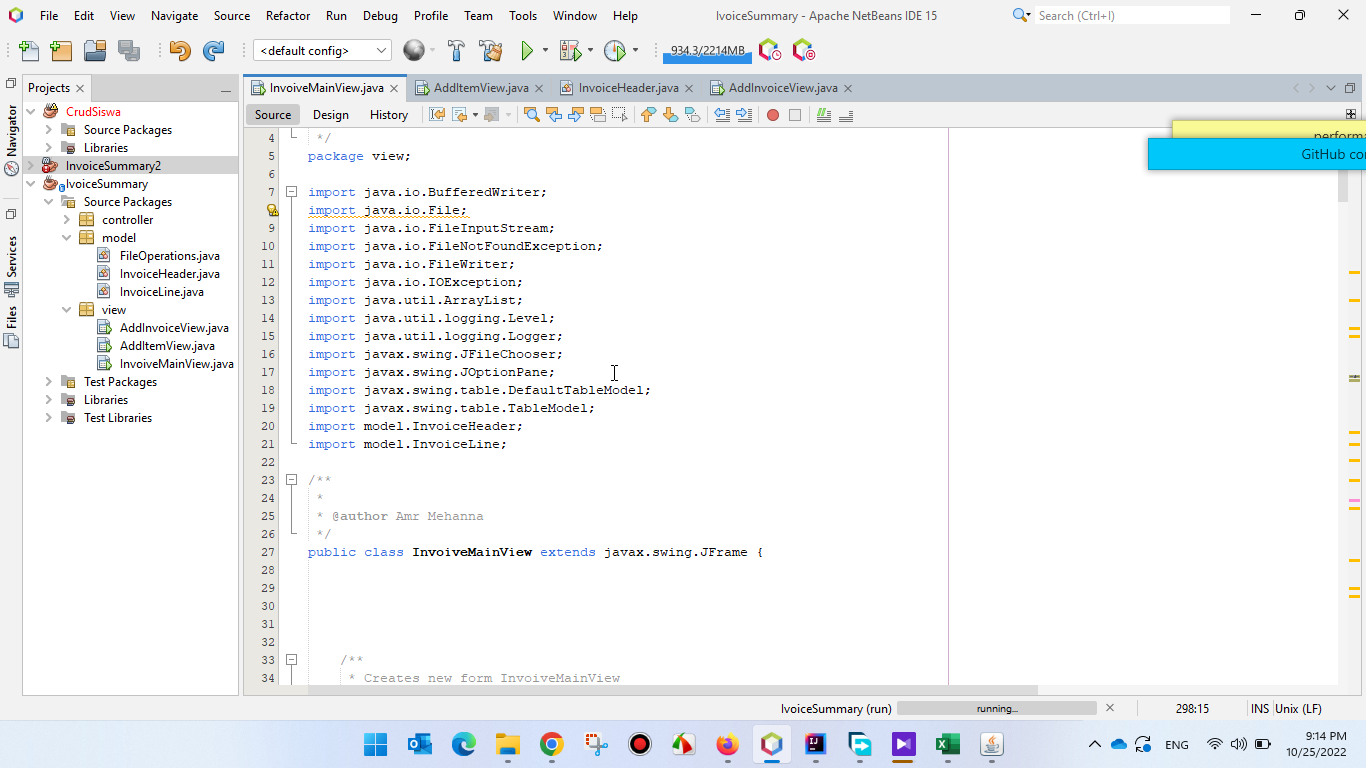 File Edit View Navigate Source Refactor Run Debug Profile Team Tools Window Help
IvoiceSummary - Apache NetBeans IDE 15
Search (Ctrl+I)
<default config>
934.3/2214MB
Projects
InvoiceMainView.java
AddItemView.java
InvoiceHeader.java
AddInvoiceView.java
Source Design History
Navigator
Services
Files
CrudSiswa
Source Packages
Libraries
InvoiceSummary2
IvoiceSummary
Source Packages
controller
model
FileOperations.java
InvoiceHeader.java
InvoiceLine.java
view
AddInvoiceView.java
AddItemView.java
InvoiveMainView.java
Test Packages
Libraries
Test Libraries
4 */
5 package view;
6
7 import java.io.BufferedWriter;
import java.io.File;
9 import java.io.FileInputStream;
10 import java.io.FileNotFoundException;
11 import java.io.FileWriter;
12 import java.io.IOException;
13 import java.util.ArrayList;
14 import java.util.logging.Level;
15 import java.util.logging.Logger;
16 import javax.swing.JFileChooser;
17 import javax.swing.JOptionPane;
18 import javax.swing.table.DefaultTableModel;
19 import javax.swing.table.TableModel;
20 import model.InvoiceHeader;
21 import model.InvoiceLine;
22
23 /**
24 *
25 * @author Amr Mehanna
26 */
27 public class InvoiveMainView extends javax.swing.JFrame {
28
29
30
31
32
33 /**
34 * Creates new form InvoiveMainView
GitHub
IvoiceSummary (run)
running...
298:15
INS
Unix (LF)
ENG
9:14 PM
10/25/2022